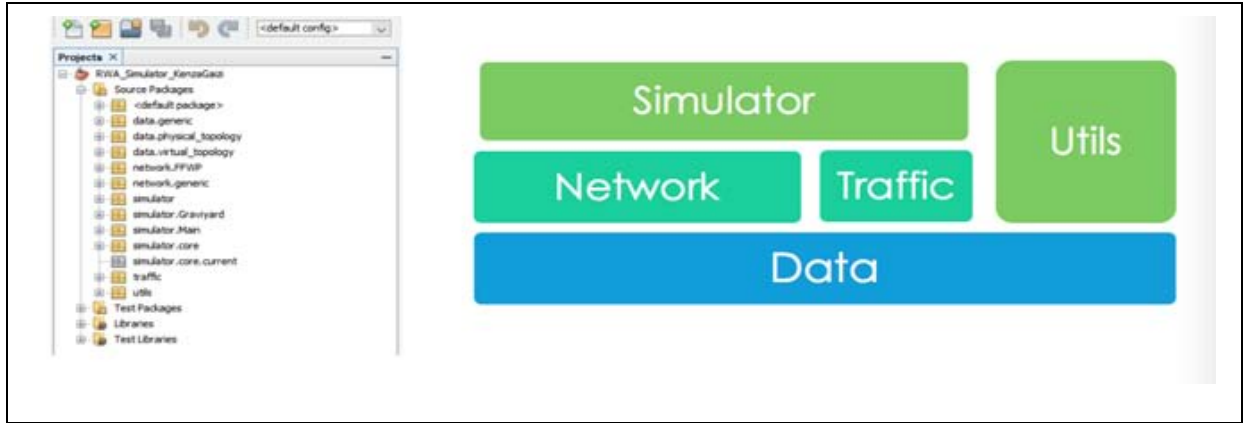 <default config>
Projects ×
RWA_Simulator_KenzaGazi
Source Packages
<default package>
data.generic
data.physical_topology
data.virtual_topology
network.FFWP
network.generic
simulator
simulator.Graviyard
simulator.Main
simulator.core
simulator.core.current
traffic
utils
Test Packages
Libraries
Test Libraries
Simulator
Utils
Network
Traffic
Data